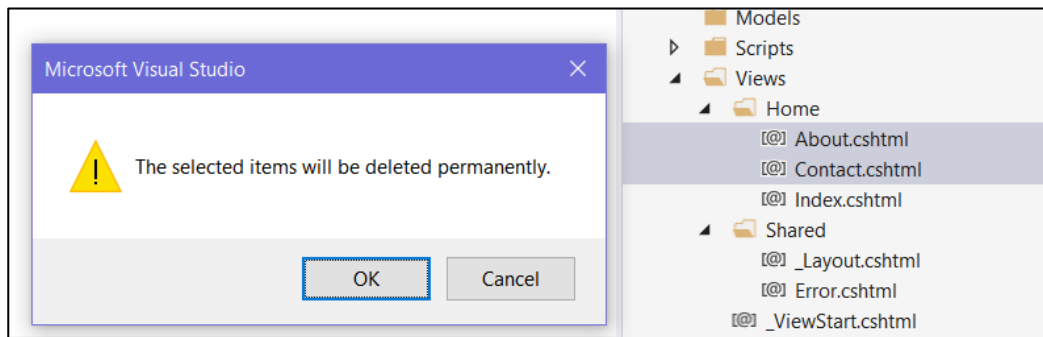 Microsoft Visual Studio
The selected items will be deleted permanently.
OK
Cancel
Models
Scripts
Views
Home
[@] About.cshtml
[@] Contact.cshtml
[@] Index.cshtml
Shared
[@] _Layout.cshtml
[@] Error.cshtml
[@] _ViewStart.cshtml